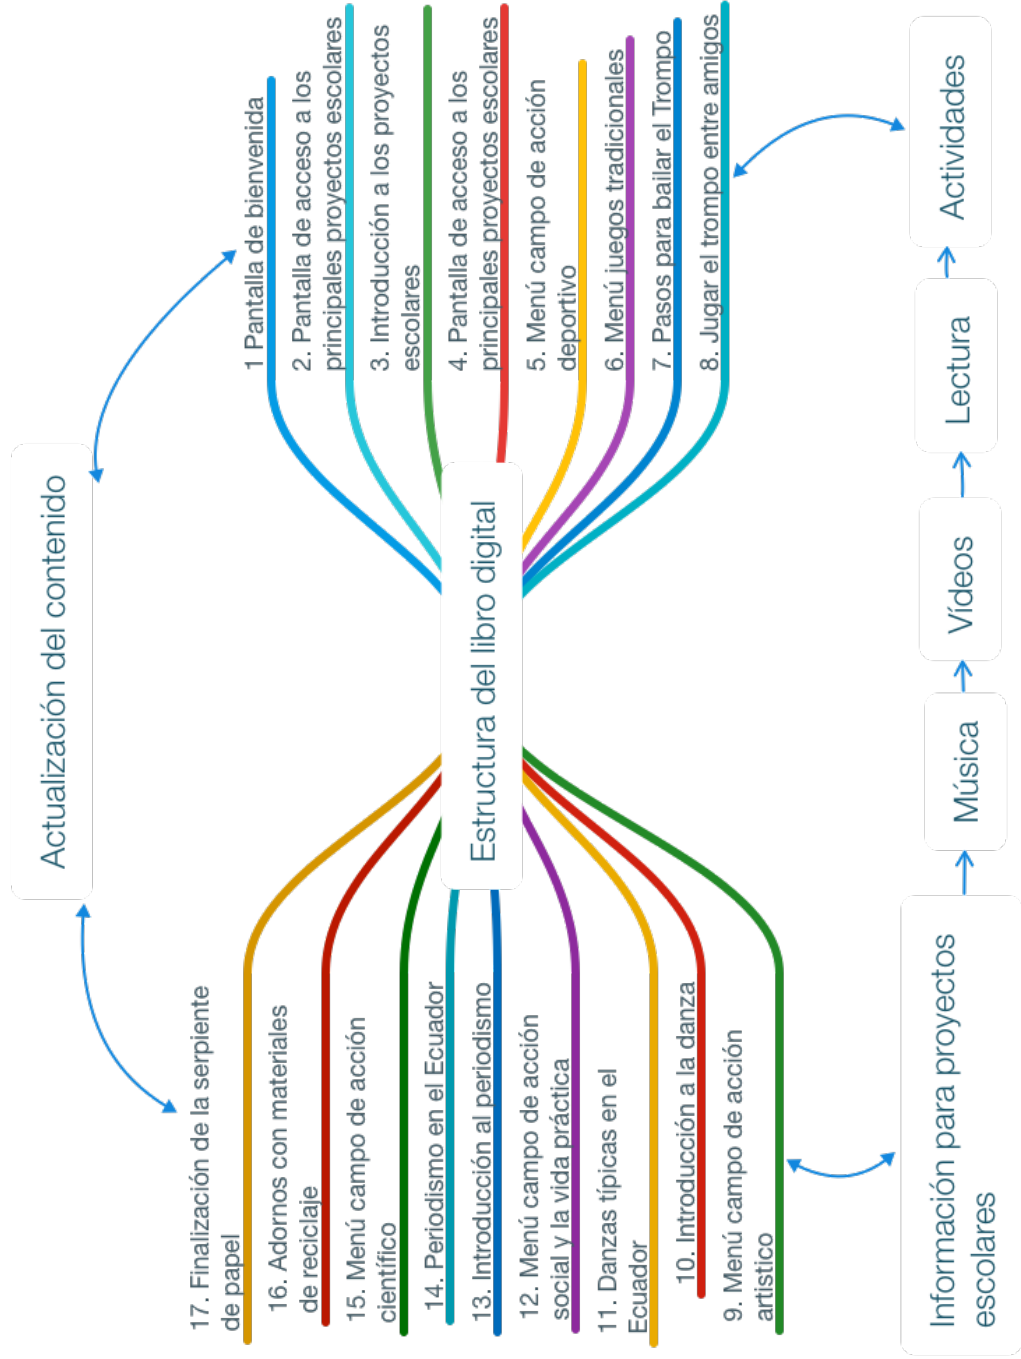 Actualización del contenido
17. Finalización de la serpiente
de papel
16. Adornos con materiales
de reciclaje
15. Menú campo de acción
científico
14. Periodismo en el Ecuador
13. Introducción al periodismo
12. Menú campo de acción
social y la vida práctica
11. Danzas típicas en el
Ecuador
10. Introducción a la danza
9. Menú campo de acción
artistico
Estructura del libro digital
1 Pantalla de bienvenida
2. Pantalla de acceso a los
principales proyectos escolares
3. Introducción a los proyectos
escolares
4. Pantalla de acceso a los
principales proyectos escolares
5. Menú campo de acción
deportivo
6. Menú juegos tradicionales
7. Pasos para bailar el Trompo
8. Jugar el trompo entre amigos
Información para proyectos
escolares
Música
Vídeos
Lectura
Actividades